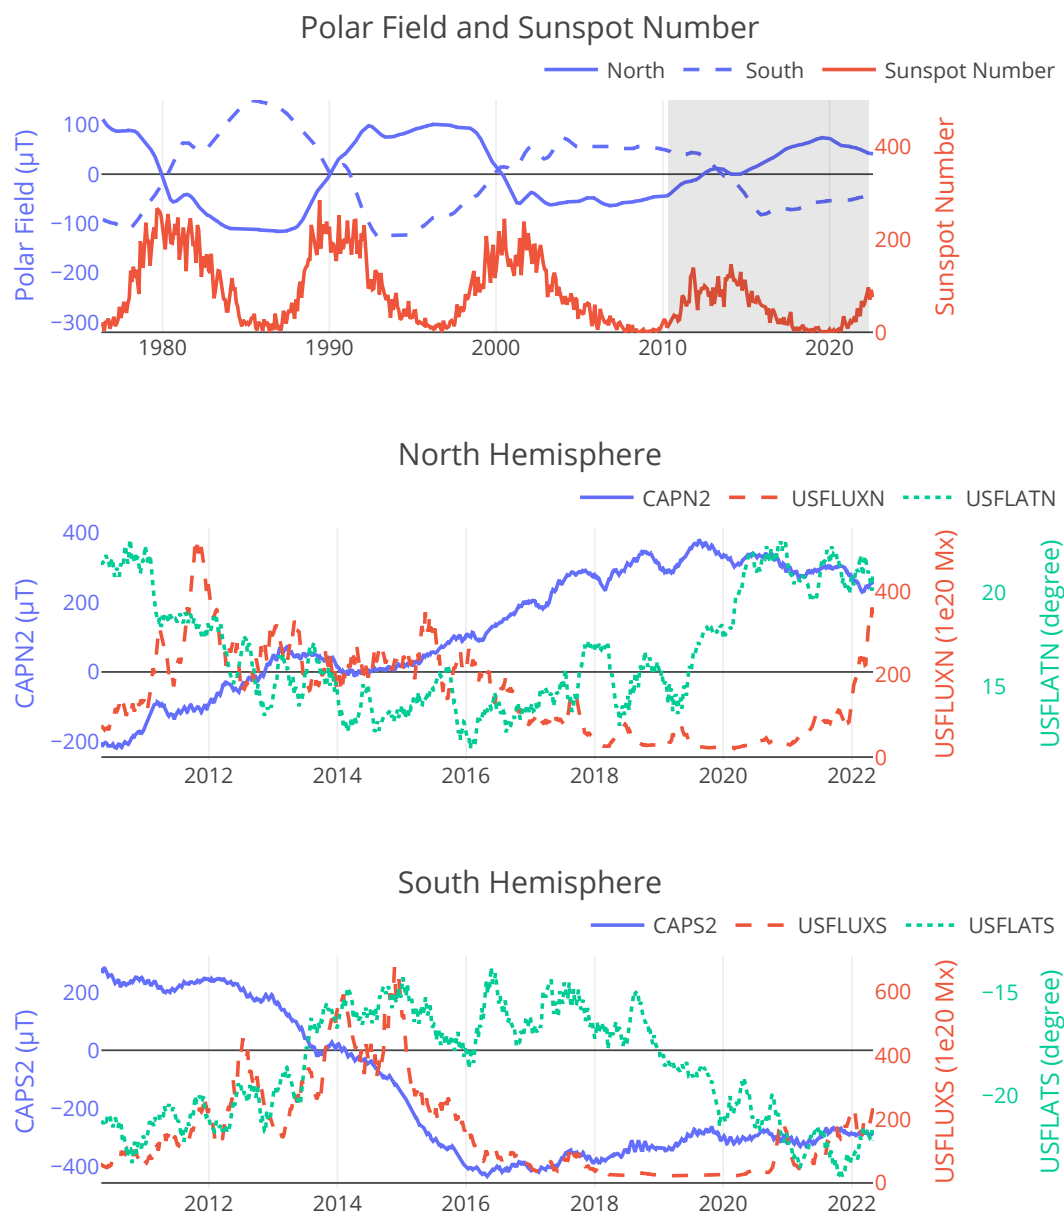 Polar Field and Sunspot Number
North South Sunspot Number
Polar Field (μT)
100
0
−100
−200
−300
400
200
0
Sunspot Number
1980 1990 2000 2010 2020
North Hemisphere
CAPN2 USFLUXN USFLATN
CAPN2 (μT)
400
200
0
−200
400
200
0
USFLUXN (1e20 Mx)
20
15
USFLATN (degree)
2012 2014 2016 2018 2020 2022
South Hemisphere
CAPS2 USFLUXS USFLATS
CAPS2 (μT)
200
0
−200
−400
600
400
200
0
USFLUXS (1e20 Mx)
−15
−20
USFLATS (degree)
2012 2014 2016 2018 2020 2022